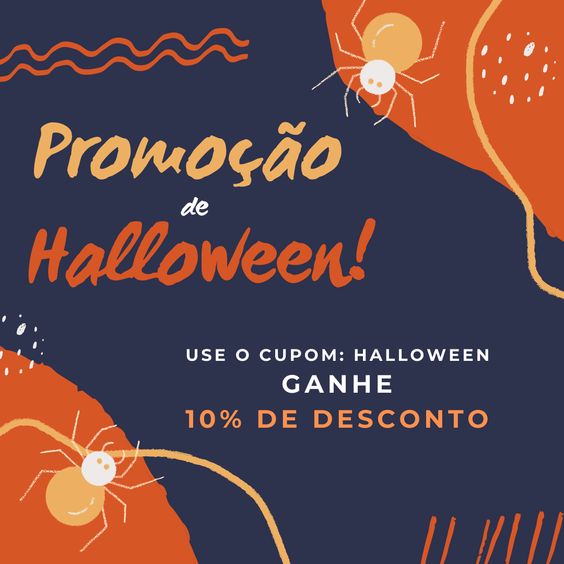 Promoção
de
Halloween!
USE O CUPOM: HALLOWEEN
GANHE
10% DE DESCONTO